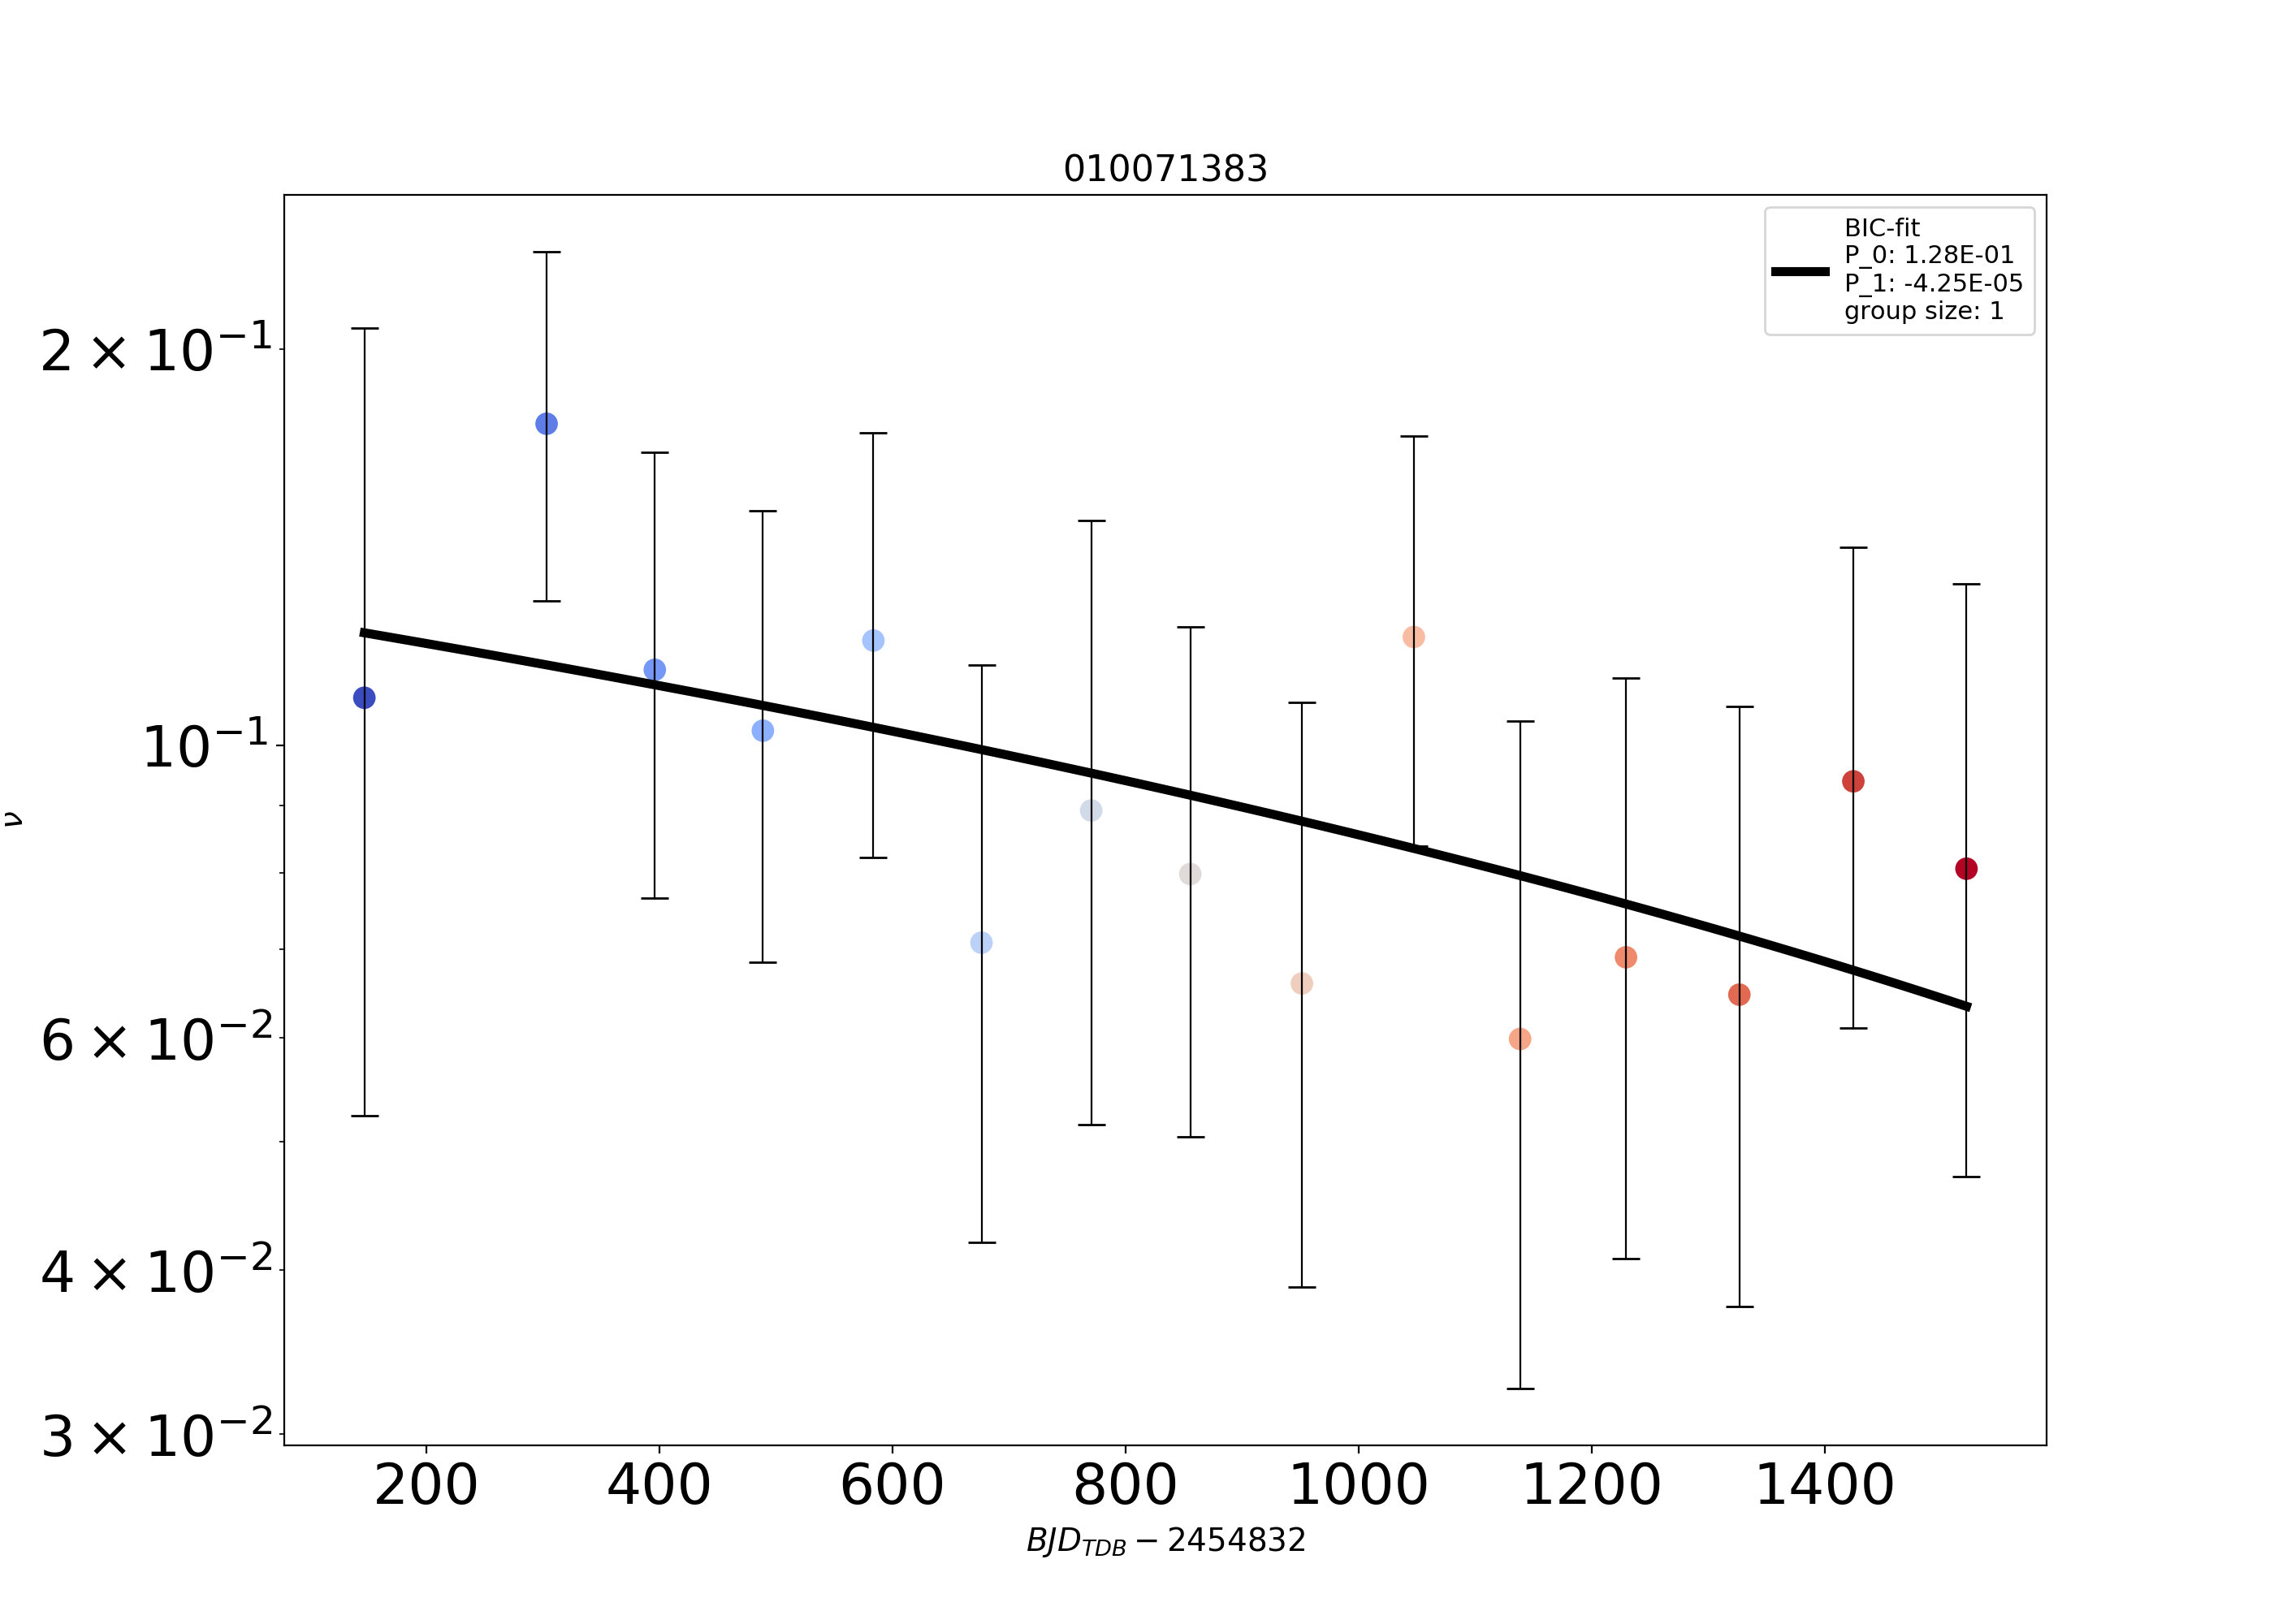 010071383
BIC-fit
P_0: 1.28E-01
P_1: -4.25E-05
group size: 1
2 × 10⁻¹
10⁻¹
6 × 10⁻²
4 × 10⁻²
3 × 10⁻²
ν
200 400 600 800 1000 1200 1400
BJD_TDB − 2454832